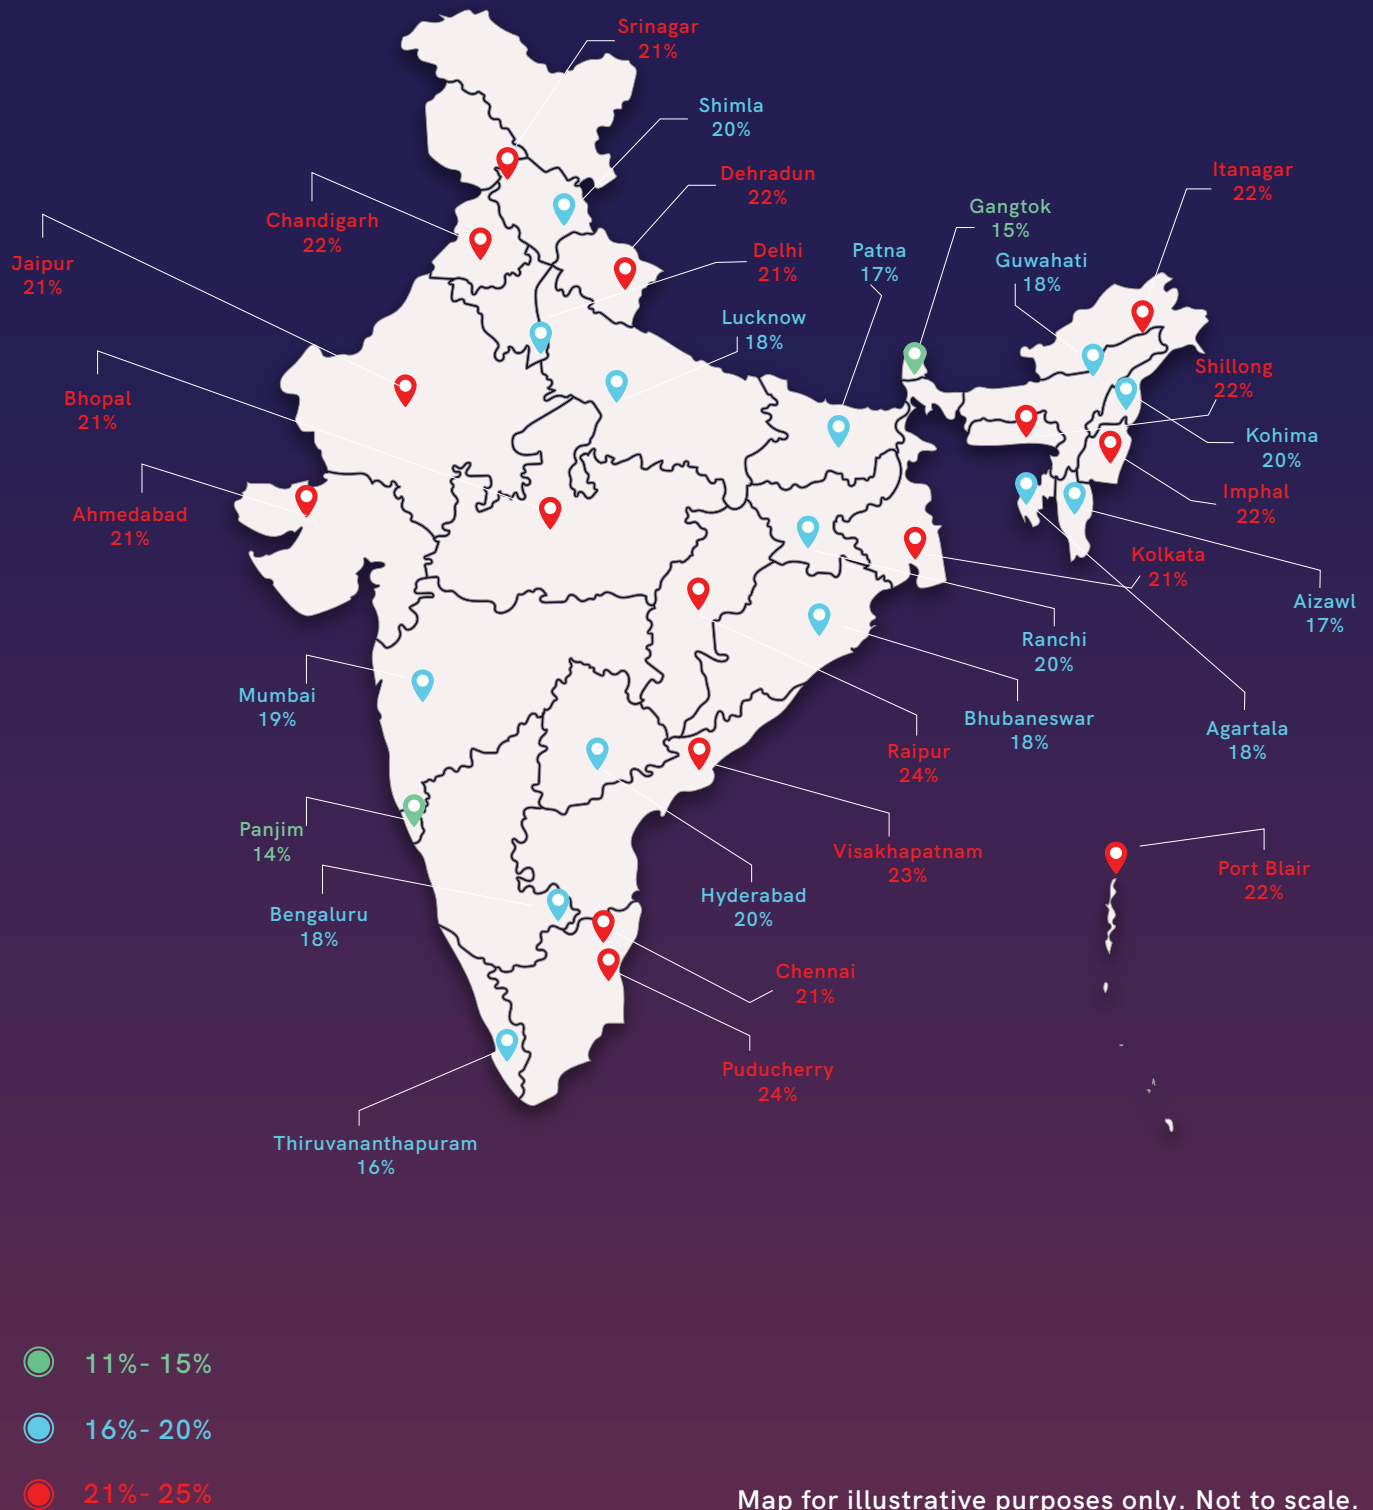 Srinagar
21%
Shimla
20%
Dehradun
22%
Itanagar
22%
Chandigarh
22%
Gangtok
15%
Delhi
21%
Patna
17%
Guwahati
18%
Jaipur
21%
Lucknow
18%
Shillong
22%
Bhopal
21%
Kohima
20%
Imphal
22%
Ahmedabad
21%
Kolkata
21%
Aizawl
17%
Ranchi
20%
Mumbai
19%
Bhubaneswar
18%
Agartala
18%
Raipur
24%
Panjim
14%
Visakhapatnam
23%
Port Blair
22%
Hyderabad
20%
Bengaluru
18%
Chennai
21%
Puducherry
24%
Thiruvananthapuram
16%
11%- 15%
16%- 20%
21%- 25%
Map for illustrative purposes only. Not to scale.